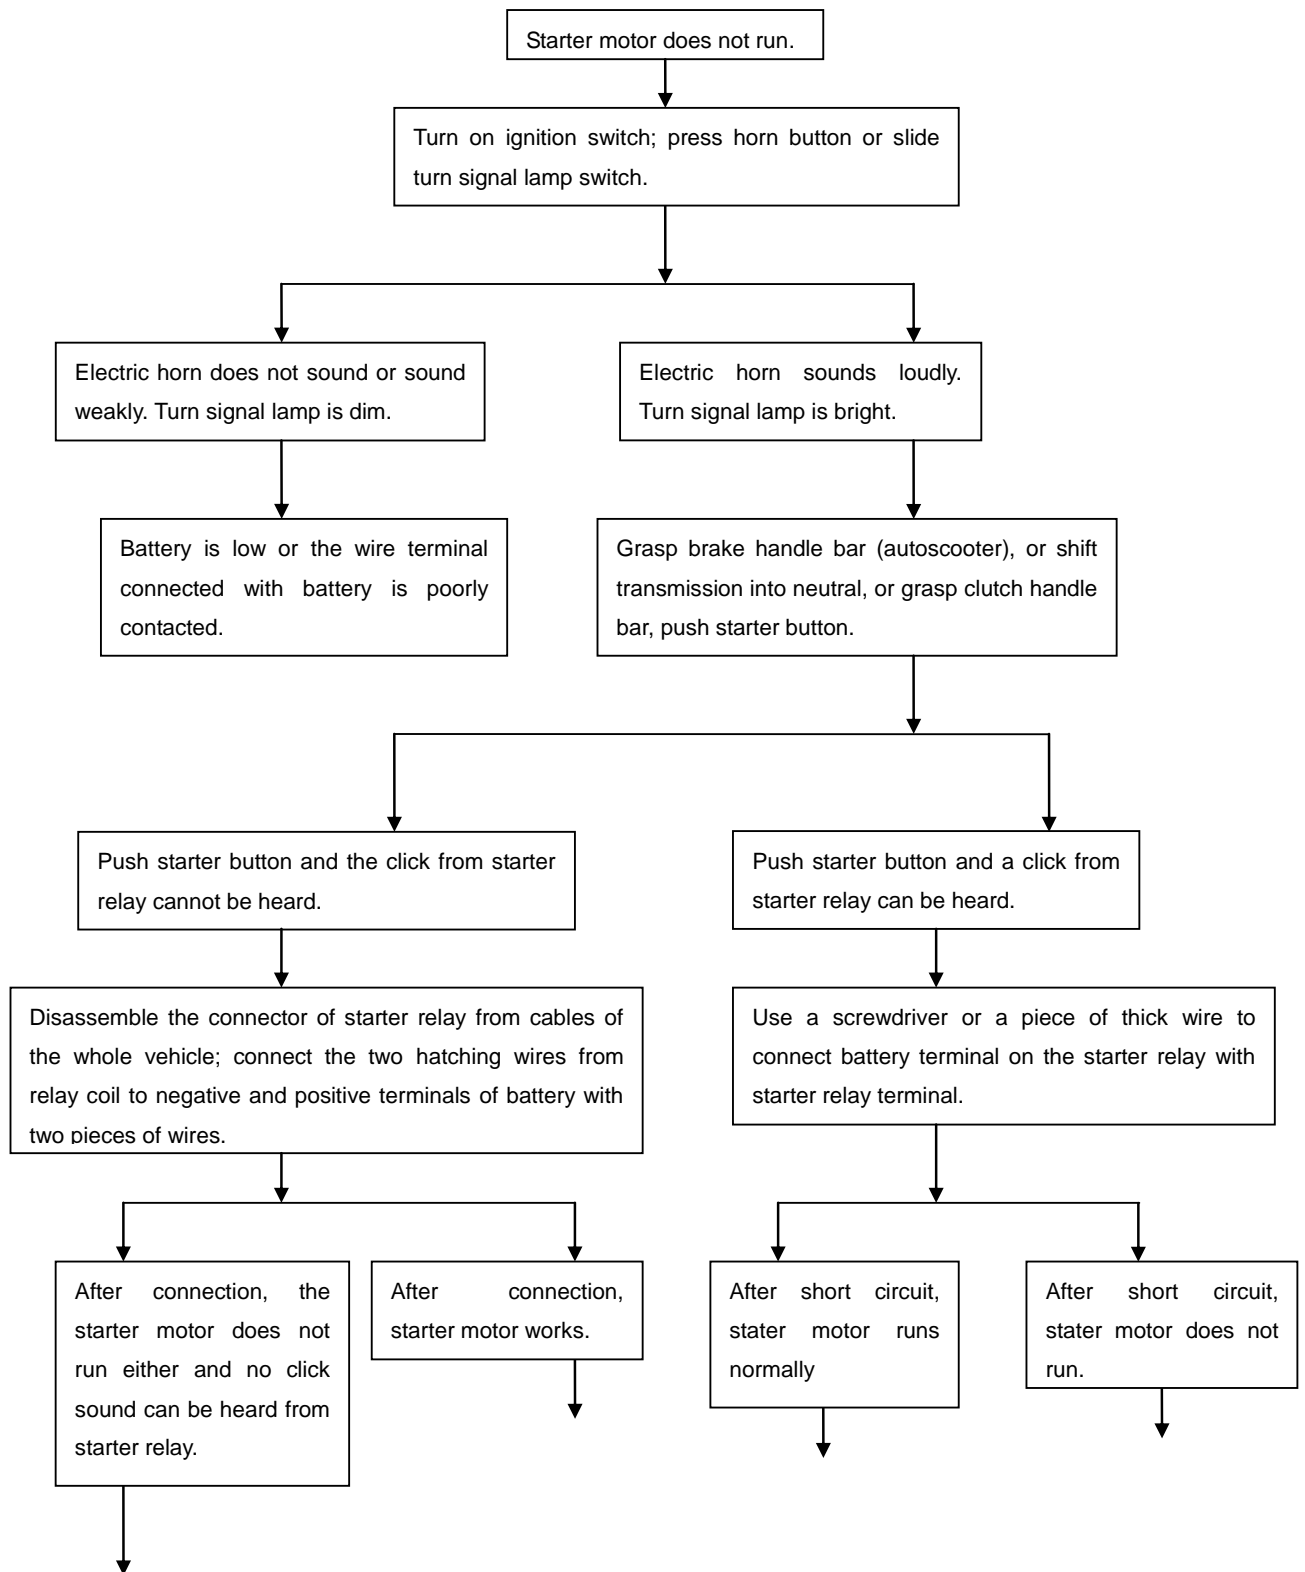 Starter motor does not run.
Turn on ignition switch; press horn button or slide
turn signal lamp switch.
Electric horn does not sound or sound
weakly. Turn signal lamp is dim.
Electric horn sounds loudly.
Turn signal lamp is bright.
Battery is low or the wire terminal
connected with battery is poorly
contacted.
Grasp brake handle bar (autoscooter), or shift
transmission into neutral, or grasp clutch handle
bar, push starter button.
Push starter button and the click from starter
relay cannot be heard.
Push starter button and a click from
starter relay can be heard.
Disassemble the connector of starter relay from cables of
the whole vehicle; connect the two hatching wires from
relay coil to negative and positive terminals of battery with
two pieces of wires.
Use a screwdriver or a piece of thick wire to
connect battery terminal on the starter relay with
starter relay terminal.
After connection, the
starter motor does not
run either and no click
sound can be heard from
starter relay.
After connection,
starter motor works.
After short circuit,
stater motor runs
normally
After short circuit,
stater motor does not
run.